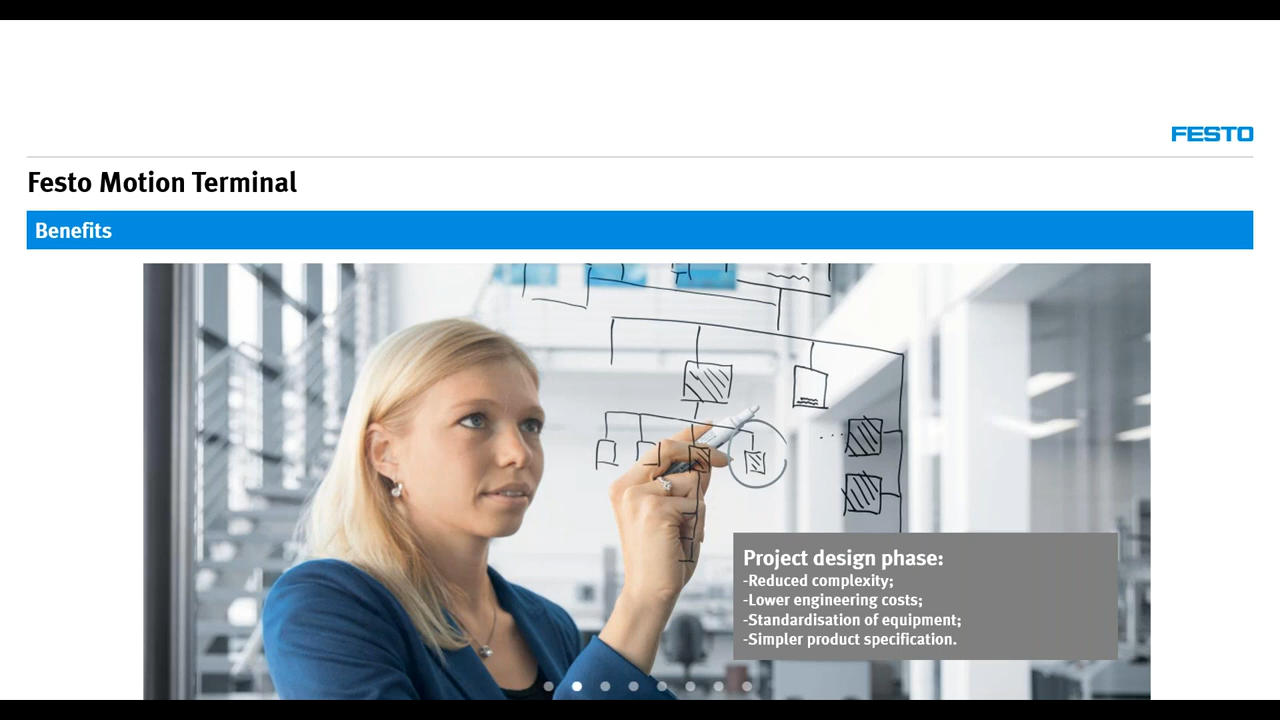 FESTO
Festo Motion Terminal
Benefits
Project design phase:
-Reduced complexity;
-Lower engineering costs;
-Standardisation of equipment;
-Simpler product specification.